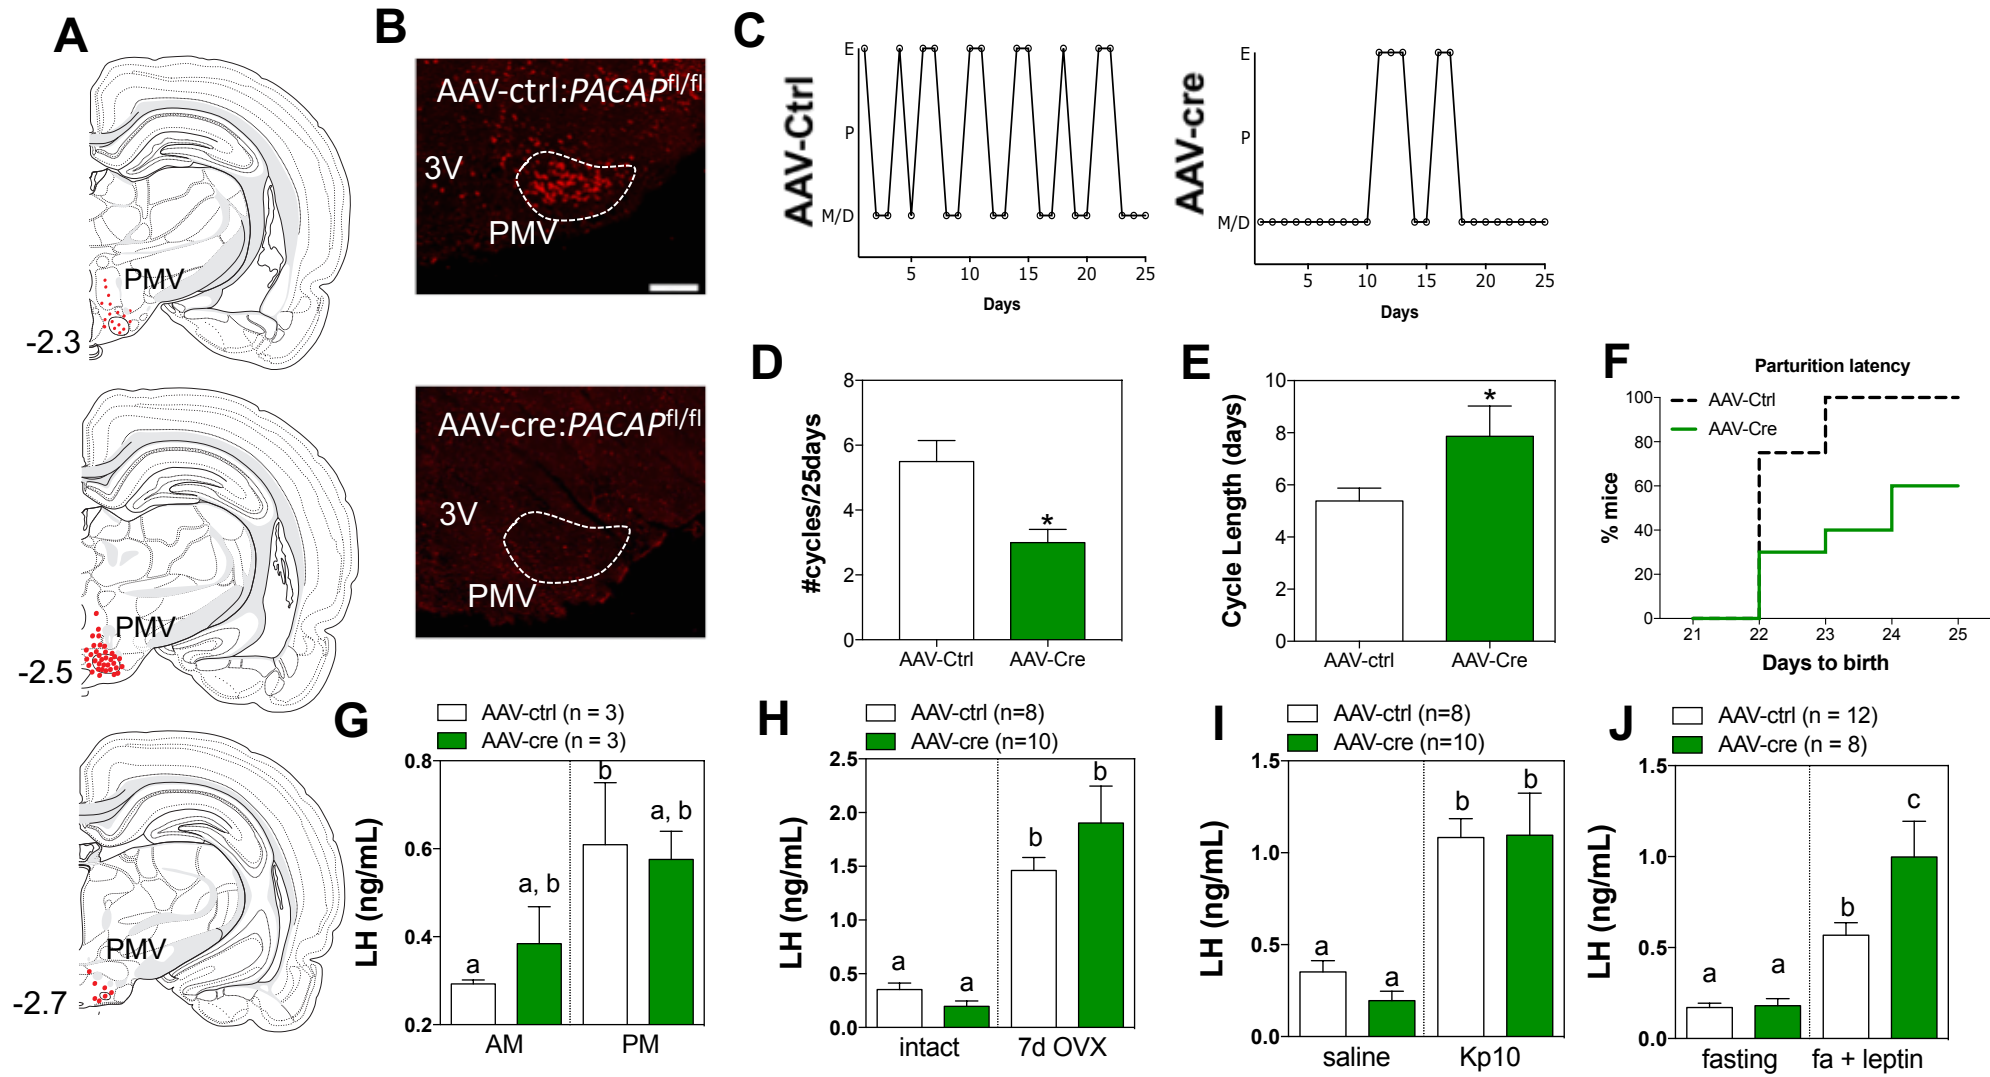 A
PMV
-2.3
PMV
-2.5
PMV
-2.7
B
AAV-ctrl:PACAPfl/fl
3V
PMV
AAV-cre:PACAPfl/fl
3V
PMV
C
AAV-Ctrl
E
P
M/D
5 10 15 20 25
Days
AAV-cre
E
P
M/D
5 10 15 20 25
Days
D
#cycles/25days
8
6
4
2
0
*
AAV-Ctrl AAV-Cre
E
Cycle Length (days)
10
8
6
4
2
0
*
AAV-ctrl AAV-Cre
F
Parturition latency
AAV-Ctrl
AAV-Cre
% mice
100
80
60
40
20
0
21 22 23 24 25
Days to birth
G
AAV-ctrl (n = 3)
AAV-cre (n = 3)
LH (ng/mL)
0.8
0.6
0.4
0.2
a
a, b
b
a, b
AM PM
H
AAV-ctrl (n=8)
AAV-cre (n=10)
LH (ng/mL)
2.5
2.0
1.5
1.0
0.5
0.0
a
a
b
b
intact 7d OVX
I
AAV-ctrl (n=8)
AAV-cre (n=10)
LH (ng/mL)
1.5
1.0
0.5
0.0
a
a
b
b
saline Kp10
J
AAV-ctrl (n = 12)
AAV-cre (n = 8)
LH (ng/mL)
1.5
1.0
0.5
0.0
a
a
b
c
fasting fa + leptin